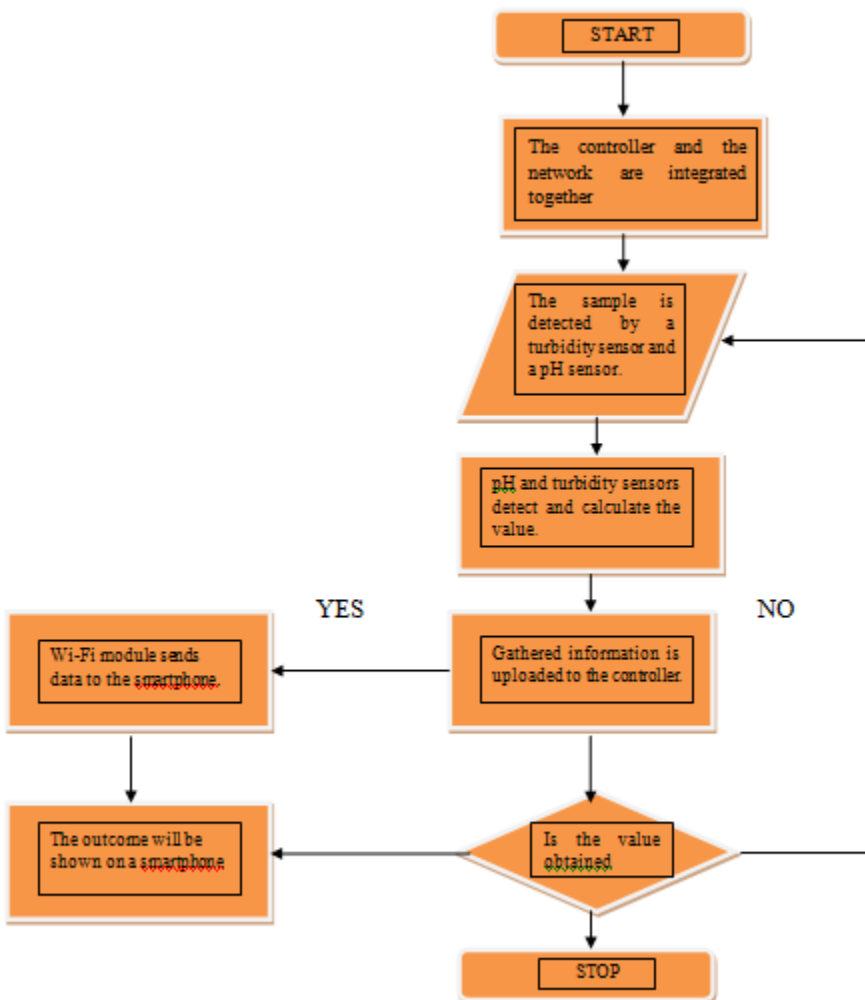 START
The controller and the
network are integrated
together
The sample is
detected by a
turbidity sensor and
a pH sensor.
pH and turbidity sensors
detect and calculate the
value.
YES
NO
Wi-Fi module sends
data to the smartphone.
Gathered information is
uploaded to the controller.
The outcome will be
shown on a smartphone
Is the value
obtained
STOP